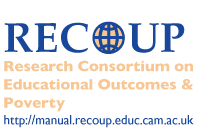 RECOUP
Research Consortium on
Educational Outcomes &
Poverty
http://manual.recoup.educ.cam.ac.uk